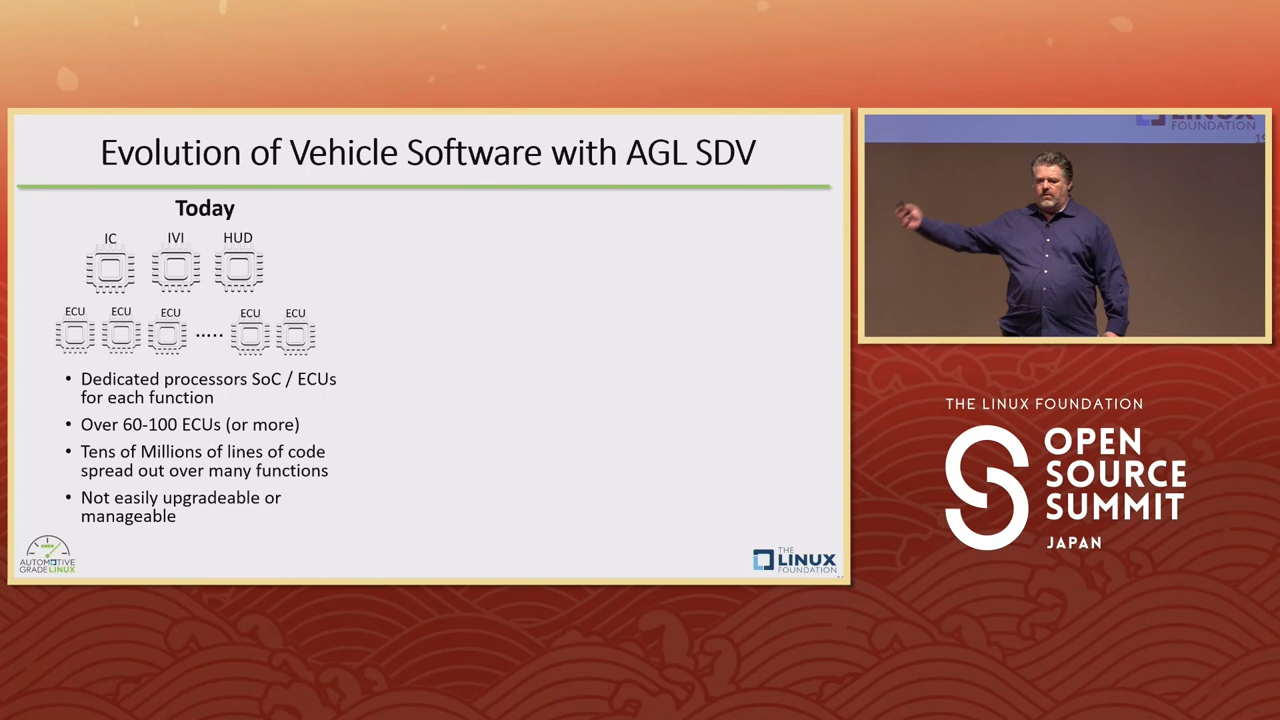 Evolution of Vehicle Software with AGL SDV
Today
IC IVI HUD
ECU ECU ECU ..... ECU ECU
• Dedicated processors SoC / ECUs
for each function
• Over 60-100 ECUs (or more)
• Tens of Millions of lines of code
spread out over many functions
• Not easily upgradeable or
manageable
AUTOMOTIVE
GRADELINUX
THE
LINUX
FOUNDATION
LINUX
FOUNDATION
THE LINUX FOUNDATION
OPEN
SOURCE
SUMMIT
JAPAN